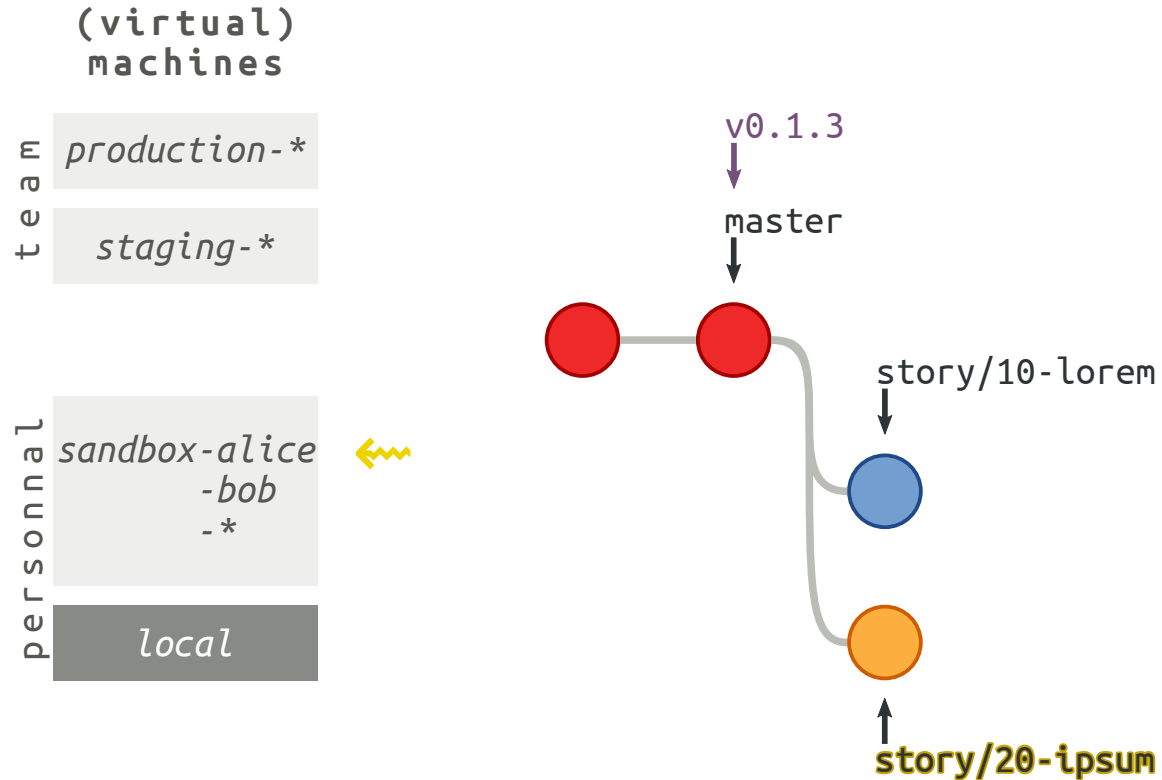 (virtual)
machines
team
production-*
staging-*
personnal
sandbox-alice
-bob
-*
local
v0.1.3
master
story/10-lorem
story/20-ipsum